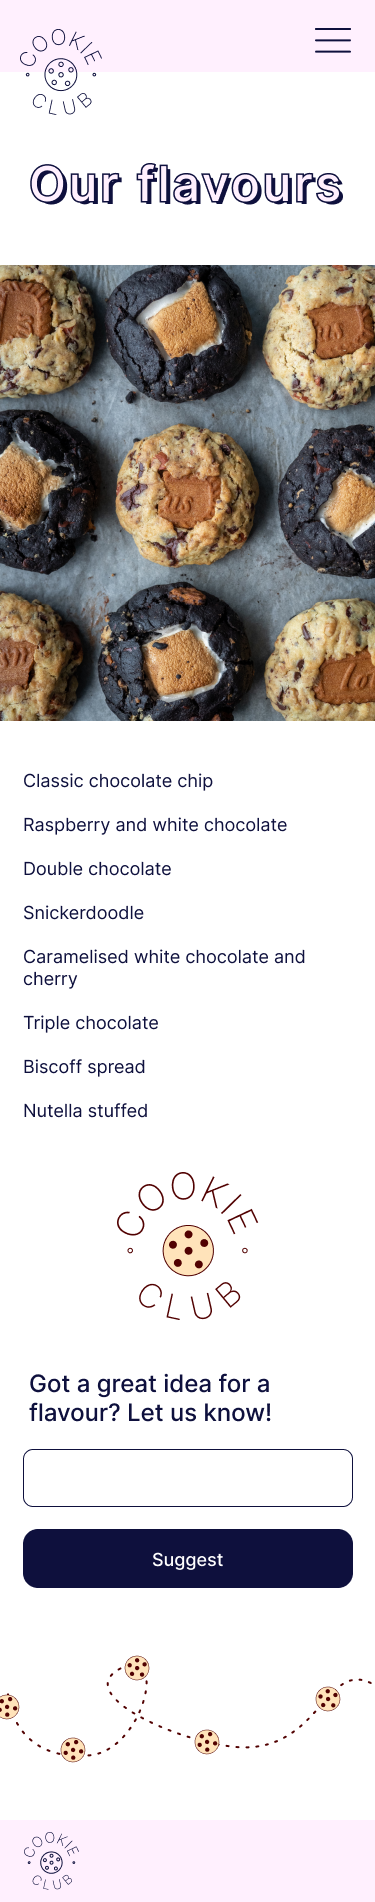 COOKIE
CLUB
Our flavours
Classic chocolate chip
Raspberry and white chocolate
Double chocolate
Snickerdoodle
Caramelised white chocolate and
cherry
Triple chocolate
Biscoff spread
Nutella stuffed
COOKIE
CLUB
Got a great idea for a
flavour? Let us know!
Suggest
COOKIE
CLUB